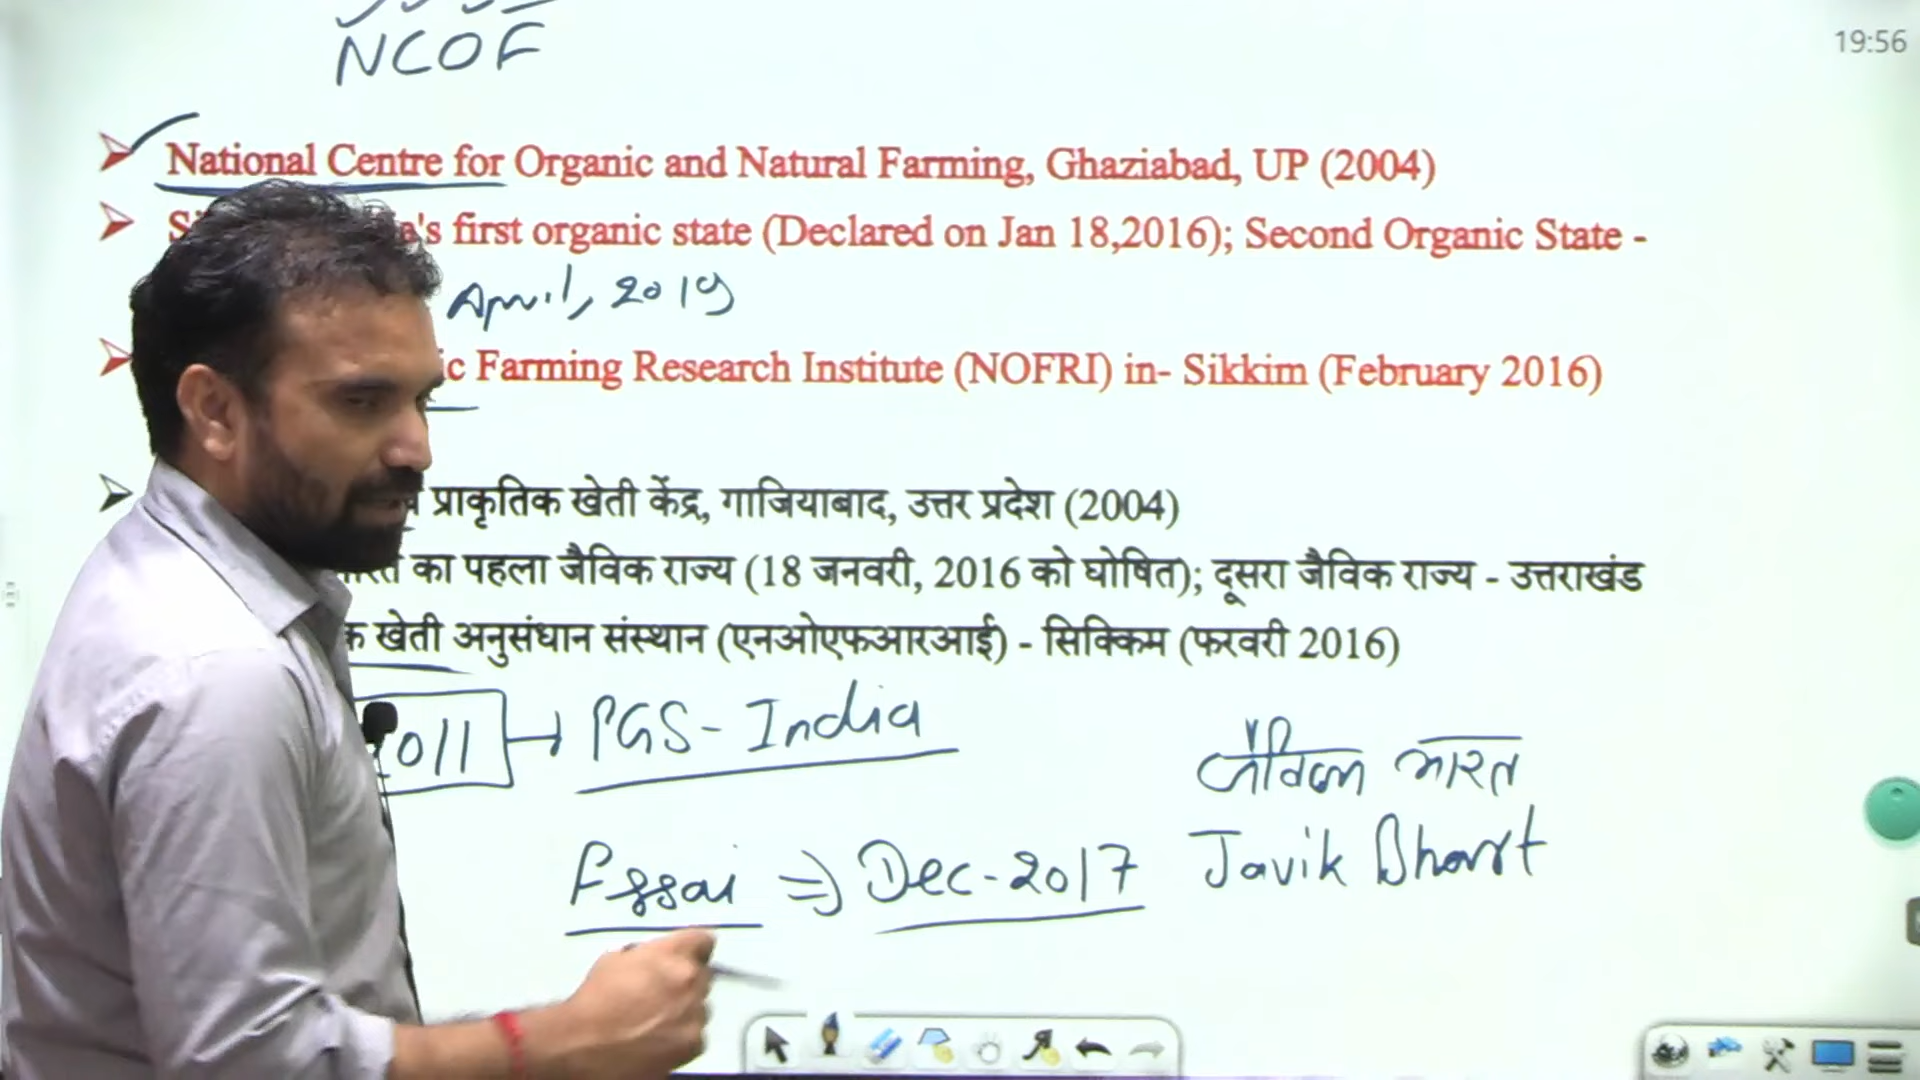 NCOF
19:56
➢ National Centre for Organic and Natural Farming, Ghaziabad, UP (2004)
➢ a's first organic state (Declared on Jan 18,2016); Second Organic State -
April, 2019
➢ ic Farming Research Institute (NOFRI) in- Sikkim (February 2016)
➢ प्राकृतिक खेती केंद्र, गाजियाबाद, उत्तर प्रदेश (2004)
का पहला जैविक राज्य (18 जनवरी, 2016 को घोषित); दूसरा जैविक राज्य - उत्तराखंड
क खेती अनुसंधान संस्थान (एनओएफआरआई) - सिक्किम (फरवरी 2016)
2011 → PGS-India
जैविक भारत
Fssai ⇒ Dec-2017 Javik Bharat